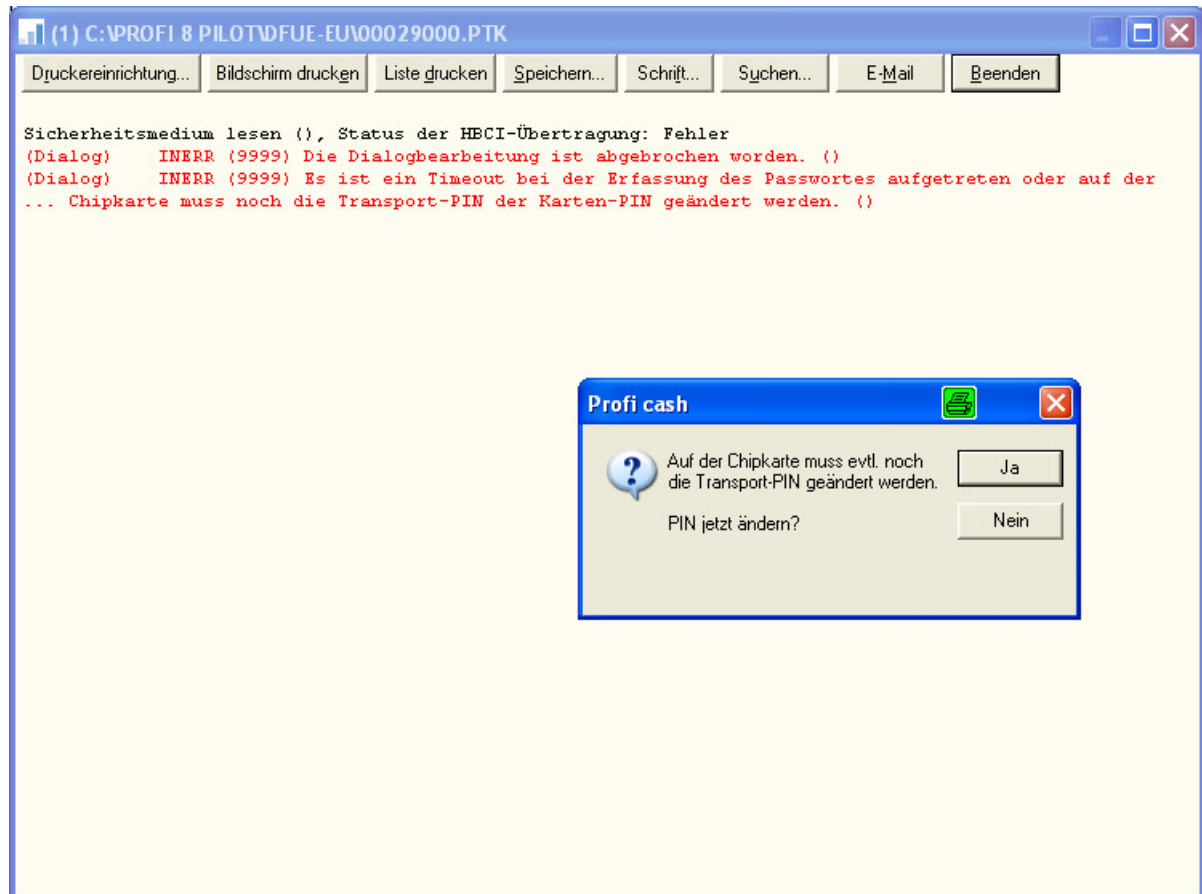 (1) C:\PROFI 8 PILOT\DFUE-EU\00029000.PTK
Druckereinrichtung... Bildschirm drucken Liste drucken Speichern... Schrift... Suchen... E-Mail Beenden
Sicherheitsmedium lesen (), Status der HBCI-Übertragung: Fehler
(Dialog) INERR (9999) Die Dialogbearbeitung ist abgebrochen worden. ()
(Dialog) INERR (9999) Es ist ein Timeout bei der Erfassung des Passwortes aufgetreten oder auf der
... Chipkarte muss noch die Transport-PIN der Karten-PIN geändert werden. ()
Profi cash
Auf der Chipkarte muss evtl. noch
die Transport-PIN geändert werden.
Ja
PIN jetzt ändern?
Nein